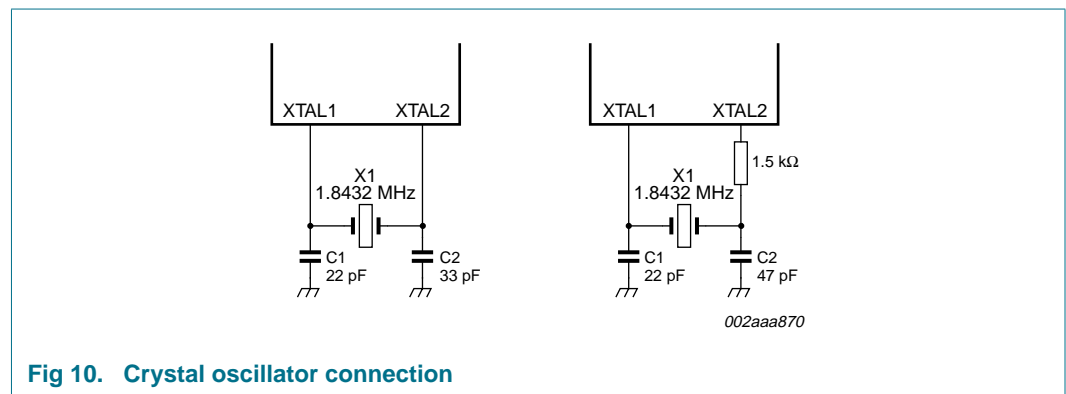 XTAL1 XTAL2
X1
1.8432 MHz
C1
22 pF
C2
33 pF
XTAL1 XTAL2
1.5 kΩ
X1
1.8432 MHz
C1
22 pF
C2
47 pF
002aaa870
Fig 10. Crystal oscillator connection